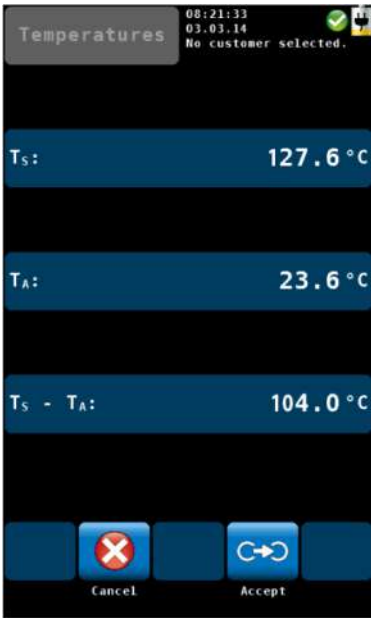 Temperatures
08:21:33
03.03.14
No customer selected.
TS: 127.6 °C
TA: 23.6 °C
TS - TA: 104.0 °C
Cancel Accept